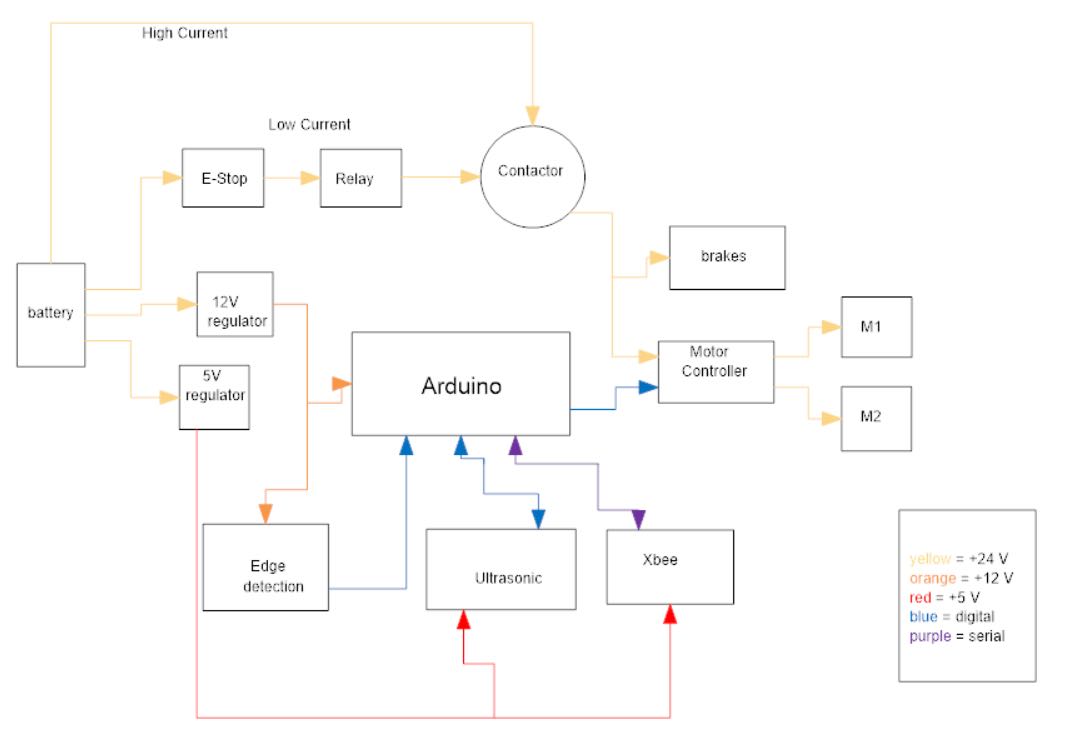 High Current
Low Current
E-Stop
Relay
Contactor
brakes
battery
12V
regulator
5V
regulator
Arduino
Motor
Controller
M1
M2
Edge
detection
Ultrasonic
Xbee
yellow = +24 V
orange = +12 V
red = +5 V
blue = digital
purple = serial